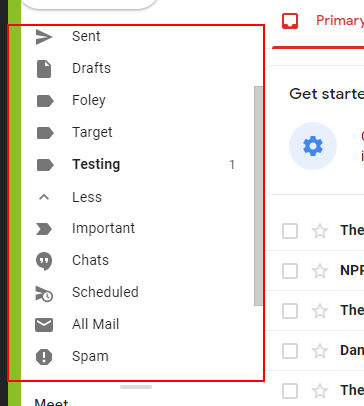 Sent
Drafts
Foley
Target
Testing 1
Less
Important
Chats
Scheduled
All Mail
Spam
Meet
Primary
Get starte
The
NPF
The
Dan
The